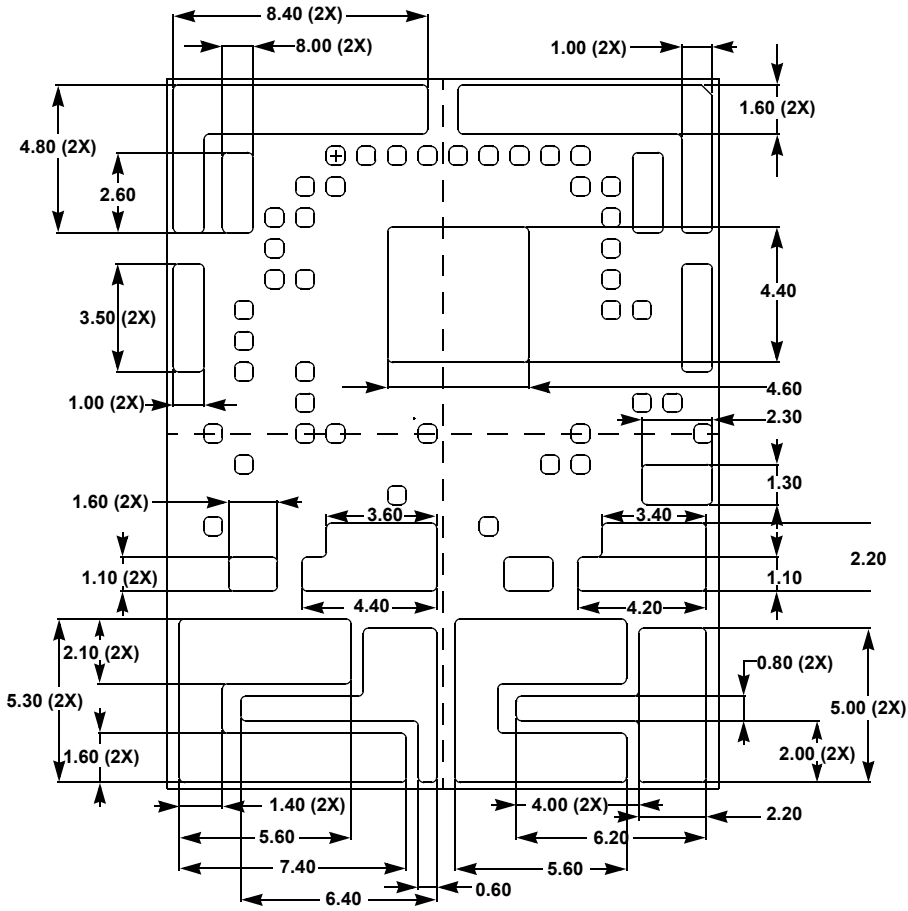 8.40 (2X)
8.00 (2X)
1.00 (2X)
1.60 (2X)
4.80 (2X)
2.60
4.40
3.50 (2X)
4.60
1.00 (2X)
2.30
1.30
1.60 (2X)
3.60
3.40
2.20
1.10 (2X)
1.10
4.40
4.20
2.10 (2X)
0.80 (2X)
5.30 (2X)
5.00 (2X)
1.60 (2X)
2.00 (2X)
1.40 (2X)
4.00 (2X)
2.20
5.60
6.20
7.40
5.60
6.40
0.60